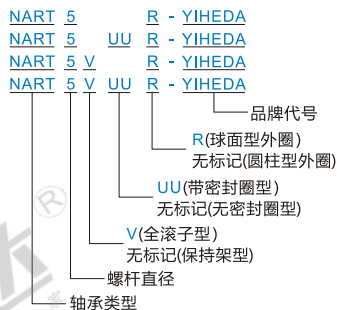 NART 5 R - YIHEDA
NART 5 UU R - YIHEDA
NART 5 V R - YIHEDA
NART 5 V UU R - YIHEDA
品牌代号
R(球面型外圈)
无标记(圆柱型外圈)
UU(带密封圈型)
无标记(无密封圈型)
V(全滚子型)
无标记(保持架型)
螺杆直径
轴承类型
®